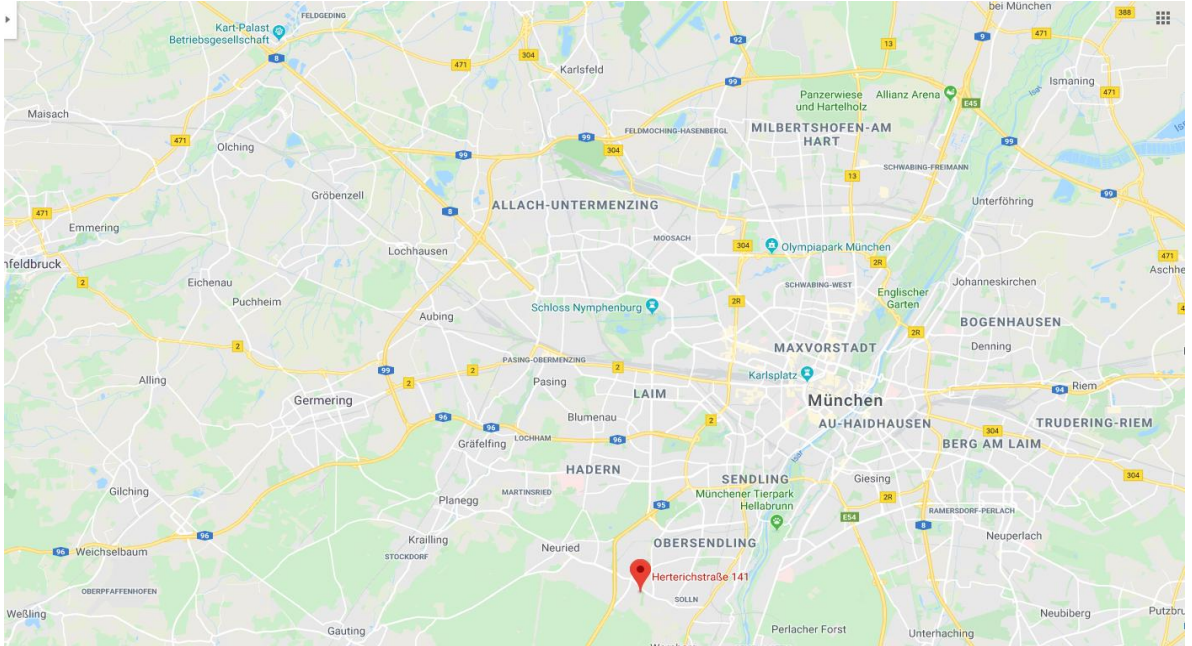 bei München
388
Kart-Palast
Betriebsgesellschaft
FELDGEDING
8
304
471
92
13
9
471
Karlsfeld
99
Ismaning
471
Panzerwiese
und Hartelholz
Allianz Arena
E45
Maisach
471
Olching
99
304
FELDMOCHING-HASENBERGL
MILBERTSHOFEN-AM
HART
99
99
Isar
SCHWABING-FREIMANN
13
99
Gröbenzell
8
ALLACH-UNTERMENZING
Unterföhring
471
Emmering
MOOSACH
304
Olympiapark München
Lochhausen
2R
471
nfeldbruck
Aschhe
2
Eichenau
Puchheim
SCHWABING-WEST
Johanneskirchen
Englischer
Garten
2R
Schloss Nymphenburg
Aubing
BOGENHAUSEN
2R
2
MAXVORSTADT
Denning
PASING-OBERMENZING
99
2
2
2
Karlsplatz
Alling
Pasing
LAIM
94
Riem
Germering
München
96
Blumenau
2
AU-HAIDHAUSEN
TRUDERING-RIEM
96
304
Gräfelfing
LOCHHAM
96
BERG AM LAIM
HADERN
304
SENDLING
Giesing
Gilching
MARTINSRIED
Münchener Tierpark
Hellabrunn
2R
Planegg
95
E54
RAMERSDORF-PERLACH
8
96
Krailling
Neuried
OBERSENDLING
Neuperlach
96
Weichselbaum
STOCKDORF
Herterichstraße 141
OBERPFAFFENHOFEN
SOLLN
Weßling
Gauting
Perlacher Forst
Unterhaching
Neubiberg
Putzbru